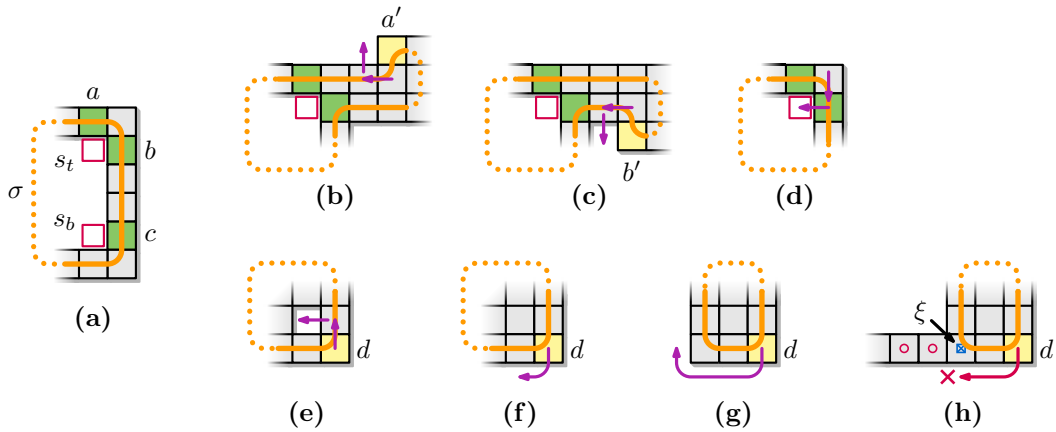 a
b
s_t
σ
s_b
c
(a)
a′
(b)
b′
(c)
(d)
d
(e)
d
(f)
d
(g)
ξ
d
(h)